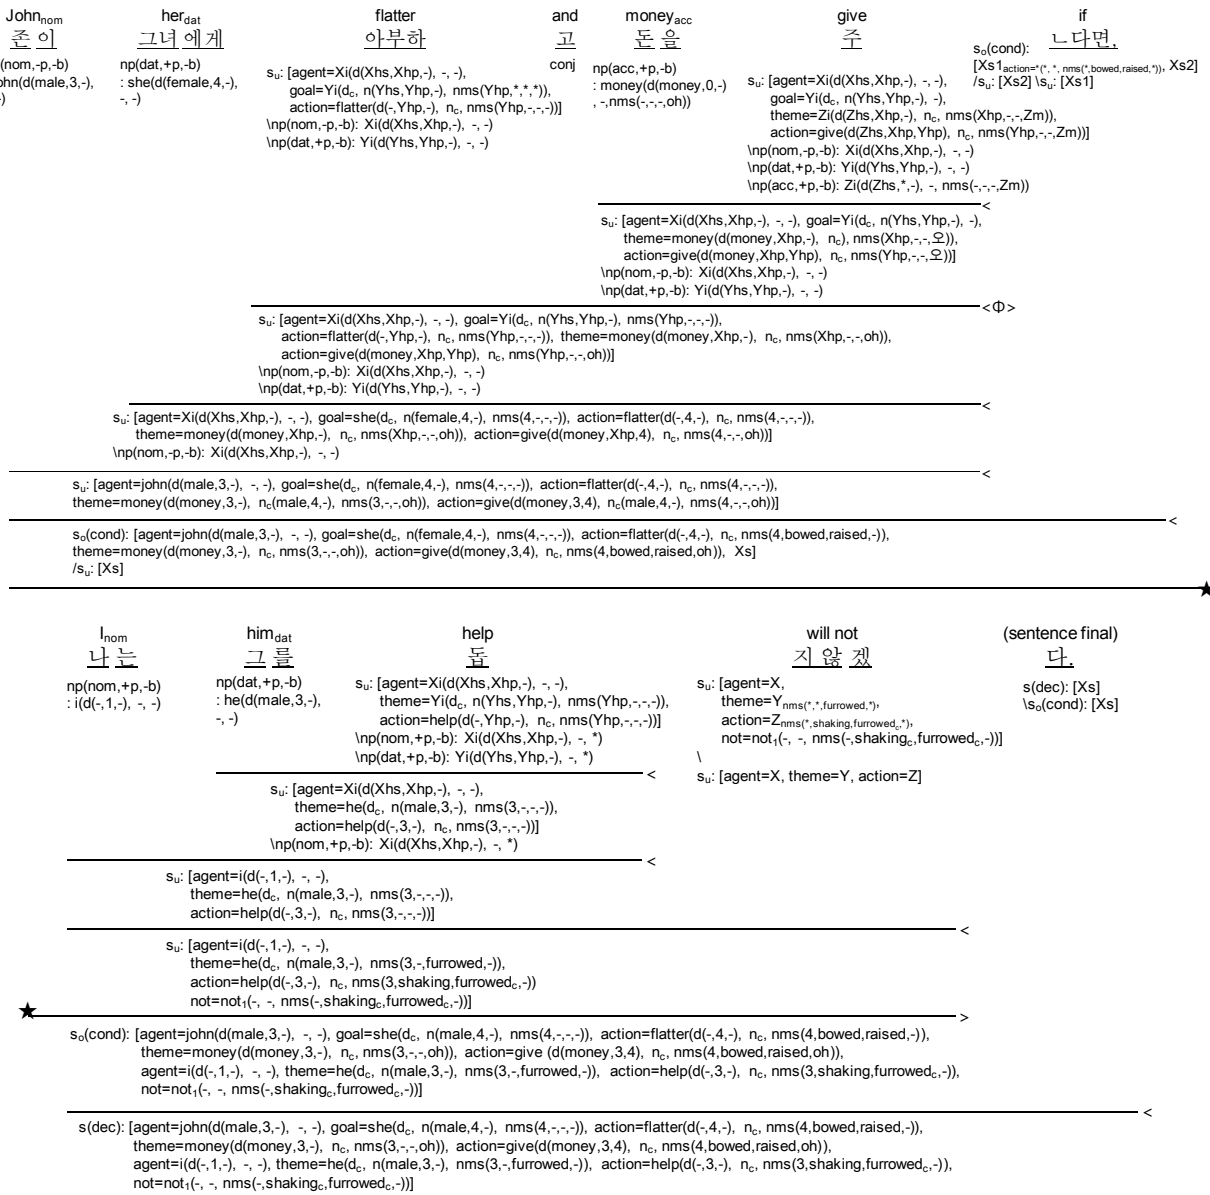 John_nom her_dat flatter and money_acc give if
존 이 그녀 에게 아부하 고 돈 을 주 ㄴ다면,
(nom,-p,-b)
ohn(d(male,3,-),
-)
np(dat,+p,-b)
: she(d(female,4,-),
-, -)
s_u: [agent=Xi(d(Xhs,Xhp,-), -, -),
goal=Yi(d_c, n(Yhs,Yhp,-), nms(Yhp,*,*,*)),
action=flatter(d(-,Yhp,-), n_c, nms(Yhp,-,-,-))]
\np(nom,-p,-b): Xi(d(Xhs,Xhp,-), -, -)
\np(dat,+p,-b): Yi(d(Yhs,Yhp,-), -, -)
conj
np(acc,+p,-b)
: money(d(money,0,-)
, -,nms(-,-,-,oh))
s_u: [agent=Xi(d(Xhs,Xhp,-), -, -),
goal=Yi(d_c, n(Yhs,Yhp,-), -),
theme=Zi(d(Zhs,Xhp,-), n_c, nms(Xhp,-,-,Zm)),
action=give(d(Zhs,Xhp,Yhp), n_c, nms(Yhp,-,-,Zm))]
\np(nom,-p,-b): Xi(d(Xhs,Xhp,-), -, -)
\np(dat,+p,-b): Yi(d(Yhs,Yhp,-), -, -)
\np(acc,+p,-b): Zi(d(Zhs,*,-), -, nms(-,-,-,Zm))
s_o(cond):
[Xs1_action=*(*, *, nms(*,bowed,raised,*)), Xs2]
/s_u: [Xs2] \s_u: [Xs1]
<
s_u: [agent=Xi(d(Xhs,Xhp,-), -, -), goal=Yi(d_c, n(Yhs,Yhp,-), -),
theme=money(d(money,Xhp,-), n_c), nms(Xhp,-,-,오)),
action=give(d(money,Xhp,Yhp), n_c, nms(Yhp,-,-,오))]
\np(nom,-p,-b): Xi(d(Xhs,Xhp,-), -, -)
\np(dat,+p,-b): Yi(d(Yhs,Yhp,-), -, -)
<Φ>
s_u: [agent=Xi(d(Xhs,Xhp,-), -, -), goal=Yi(d_c, n(Yhs,Yhp,-), nms(Yhp,-,-,-)),
action=flatter(d(-,Yhp,-), n_c, nms(Yhp,-,-,-)), theme=money(d(money,Xhp,-), n_c, nms(Xhp,-,-,oh)),
action=give(d(money,Xhp,Yhp), n_c, nms(Yhp,-,-,oh))]
\np(nom,-p,-b): Xi(d(Xhs,Xhp,-), -, -)
\np(dat,+p,-b): Yi(d(Yhs,Yhp,-), -, -)
<
s_u: [agent=Xi(d(Xhs,Xhp,-), -, -), goal=she(d_c, n(female,4,-), nms(4,-,-,-)), action=flatter(d(-,4,-), n_c, nms(4,-,-,-)),
theme=money(d(money,Xhp,-), n_c, nms(Xhp,-,-,oh)), action=give(d(money,Xhp,4), n_c, nms(4,-,-,oh))]
\np(nom,-p,-b): Xi(d(Xhs,Xhp,-), -, -)
<
s_u: [agent=john(d(male,3,-), -, -), goal=she(d_c, n(female,4,-), nms(4,-,-,-)), action=flatter(d(-,4,-), n_c, nms(4,-,-,-)),
theme=money(d(money,3,-), n_c(male,4,-), nms(3,-,-,oh)), action=give(d(money,3,4), n_c(male,4,-), nms(4,-,-,oh))]
<
s_o(cond): [agent=john(d(male,3,-), -, -), goal=she(d_c, n(female,4,-), nms(4,-,-,-)), action=flatter(d(-,4,-), n_c, nms(4,bowed,raised,-)),
theme=money(d(money,3,-), n_c, nms(3,-,-,oh)), action=give(d(money,3,4), n_c, nms(4,bowed,raised,oh)), Xs]
/s_u: [Xs]
★
I_nom him_dat help will not (sentence final)
나 는 그 를 돕 지 않 겠 다.
np(nom,+p,-b)
: i(d(-,1,-), -, -)
np(dat,+p,-b)
: he(d(male,3,-),
-, -)
s_u: [agent=Xi(d(Xhs,Xhp,-), -, -),
theme=Yi(d_c, n(Yhs,Yhp,-), nms(Yhp,-,-,-)),
action=help(d(-,Yhp,-), n_c, nms(Yhp,-,-,-))]
\np(nom,+p,-b): Xi(d(Xhs,Xhp,-), -, *)
\np(dat,+p,-b): Yi(d(Yhs,Yhp,-), -, *)
s_u: [agent=X,
theme=Y_nms(*,*,furrowed,*),
action=Z_nms(*,shaking,furrowed_c,*),
not=not_1(-, -, nms(-,shaking_c,furrowed_c,-))]
\
s_u: [agent=X, theme=Y, action=Z]
s(dec): [Xs]
\s_o(cond): [Xs]
<
s_u: [agent=Xi(d(Xhs,Xhp,-), -, -),
theme=he(d_c, n(male,3,-), nms(3,-,-,-)),
action=help(d(-,3,-), n_c, nms(3,-,-,-))]
\np(nom,+p,-b): Xi(d(Xhs,Xhp,-), -, *)
<
s_u: [agent=i(d(-,1,-), -, -),
theme=he(d_c, n(male,3,-), nms(3,-,-,-)),
action=help(d(-,3,-), n_c, nms(3,-,-,-))]
<
s_u: [agent=i(d(-,1,-), -, -),
theme=he(d_c, n(male,3,-), nms(3,-,furrowed,-)),
action=help(d(-,3,-), n_c, nms(3,shaking,furrowed_c,-))
not=not_1(-, -, nms(-,shaking_c,furrowed_c,-))]
★ >
s_o(cond): [agent=john(d(male,3,-), -, -), goal=she(d_c, n(male,4,-), nms(4,-,-,-)), action=flatter(d(-,4,-), n_c, nms(4,bowed,raised,-)),
theme=money(d(money,3,-), n_c, nms(3,-,-,oh)), action=give (d(money,3,4), n_c, nms(4,bowed,raised,oh)),
agent=i(d(-,1,-), -, -), theme=he(d_c, n(male,3,-), nms(3,-,furrowed,-)), action=help(d(-,3,-), n_c, nms(3,shaking,furrowed_c,-)),
not=not_1(-, -, nms(-,shaking_c,furrowed_c,-))]
<
s(dec): [agent=john(d(male,3,-), -, -), goal=she(d_c, n(male,4,-), nms(4,-,-,-)), action=flatter(d(-,4,-), n_c, nms(4,bowed,raised,-)),
theme=money(d(money,3,-), n_c, nms(3,-,-,oh)), action=give(d(money,3,4), n_c, nms(4,bowed,raised,oh)),
agent=i(d(-,1,-), -, -), theme=he(d_c, n(male,3,-), nms(3,-,furrowed,-)), action=help(d(-,3,-), n_c, nms(3,shaking,furrowed_c,-)),
not=not_1(-, -, nms(-,shaking_c,furrowed_c,-))]